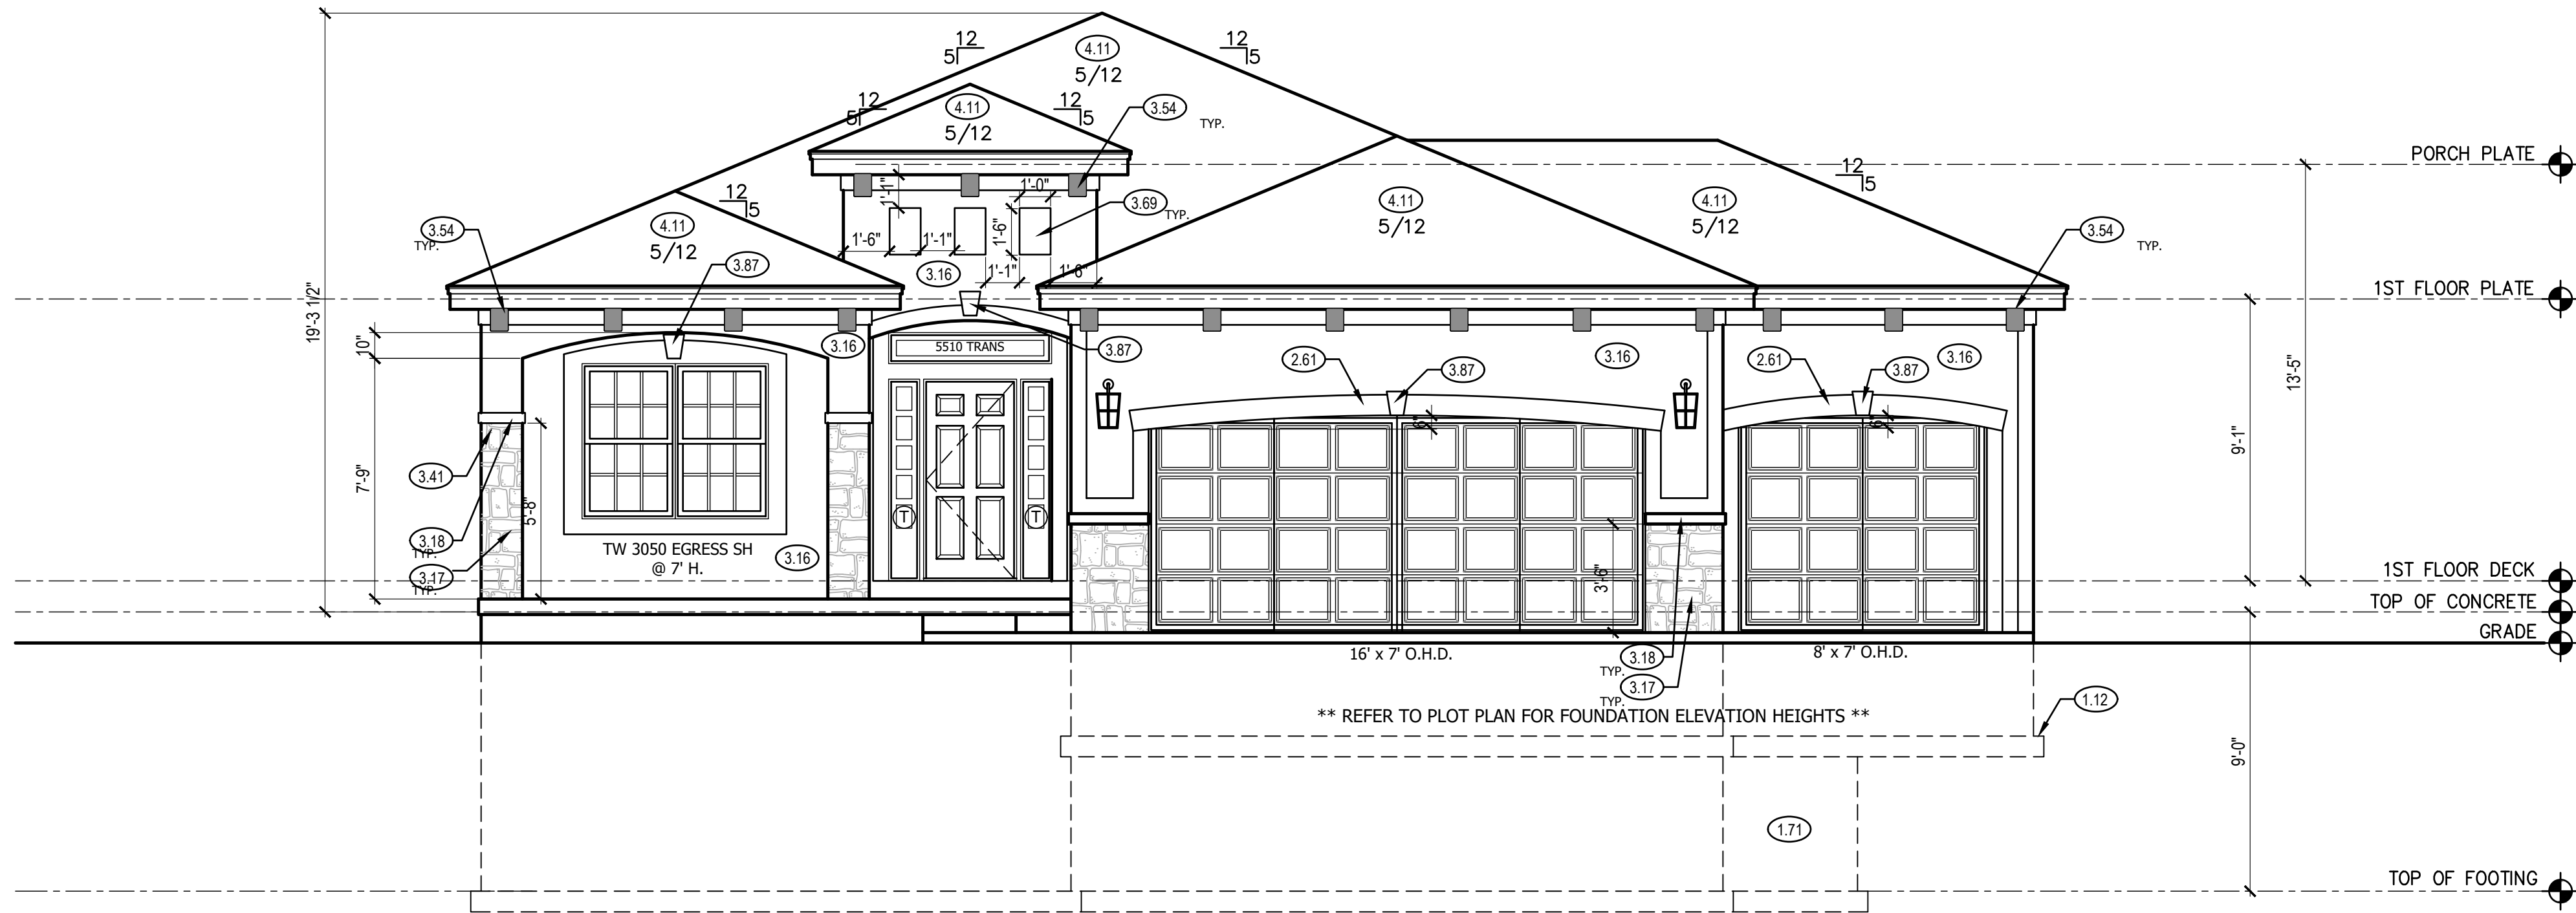 12
5
4.11
5/12
12
5
12
5
4.11
5/12
12
5
3.54
TYP.
PORCH PLATE
12
5
12
5
4.11
5/12
4.11
5/12
4.11
5/12
1'-1"
1'-0"
3.69
TYP.
3.54
TYP.
3.54
TYP.
1'-6"
1'-1"
1'-6"
3.87
3.16
1'-1"
1'-6"
1ST FLOOR PLATE
19'-3 1/2"
10"
3.16
5510 TRANS
3.87
2.61
3.87
3.16
2.61
3.87
3.16
13'-5"
6"
6"
9'-1"
7'-9"
3.41
5'-8"
T
T
3.18
TYP.
TW 3050 EGRESS SH
@ 7' H.
3.16
3.17
TYP.
3'-6"
1ST FLOOR DECK
TOP OF CONCRETE
GRADE
16' x 7' O.H.D.
3.18
TYP.
8' x 7' O.H.D.
3.17
TYP.
1.12
** REFER TO PLOT PLAN FOR FOUNDATION ELEVATION HEIGHTS **
9'-0"
1.71
TOP OF FOOTING